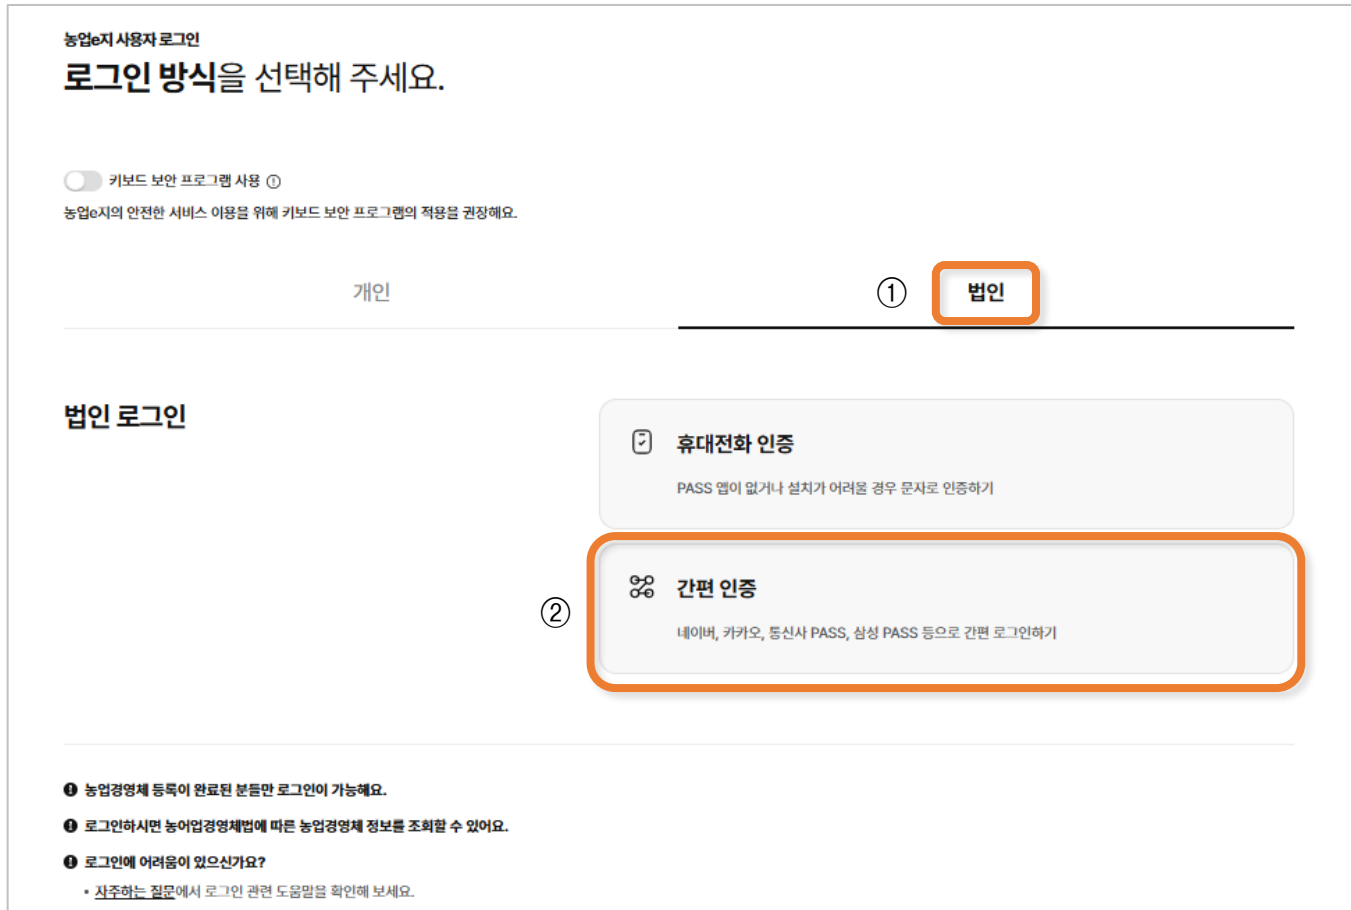 농업e지 사용자 로그인
로그인 방식을 선택해 주세요.
키보드 보안 프로그램 사용
농업e지의 안전한 서비스 이용을 위해 키보드 보안 프로그램의 적용을 권장해요.
개인
① 법인
법인 로그인
휴대전화 인증
PASS 앱이 없거나 설치가 어려울 경우 문자로 인증하기
②
간편 인증
네이버, 카카오, 통신사 PASS, 삼성 PASS 등으로 간편 로그인하기
농업경영체 등록이 완료된 분들만 로그인이 가능해요.
로그인하시면 농어업경영체법에 따른 농업경영체 정보를 조회할 수 있어요.
로그인에 어려움이 있으신가요?
• 자주하는 질문에서 로그인 관련 도움말을 확인해 보세요.